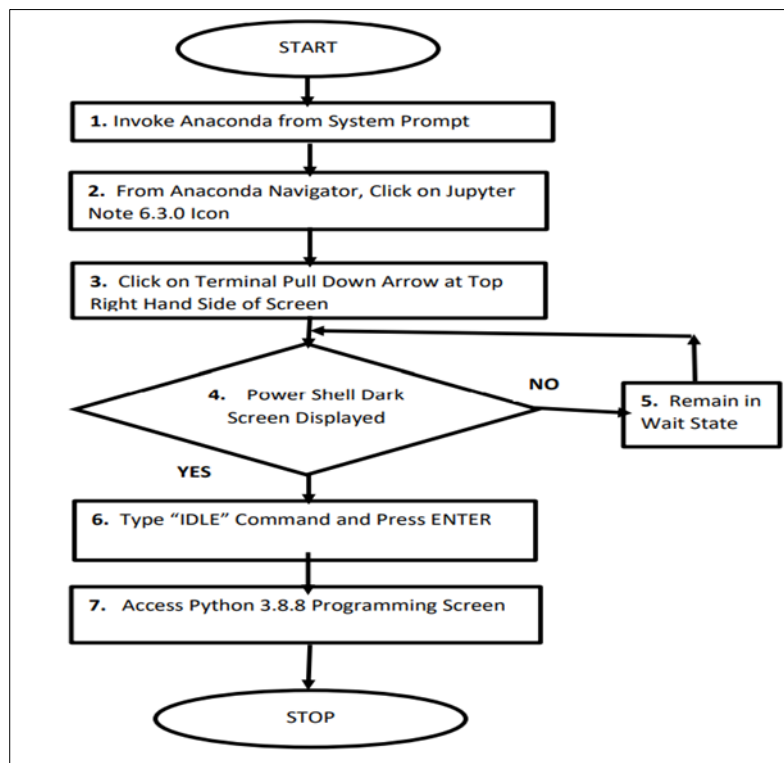 START
1. Invoke Anaconda from System Prompt
2. From Anaconda Navigator, Click on Jupyter
Note 6.3.0 Icon
3. Click on Terminal Pull Down Arrow at Top
Right Hand Side of Screen
4. Power Shell Dark
Screen Displayed
NO
5. Remain in
Wait State
YES
6. Type “IDLE” Command and Press ENTER
7. Access Python 3.8.8 Programming Screen
STOP